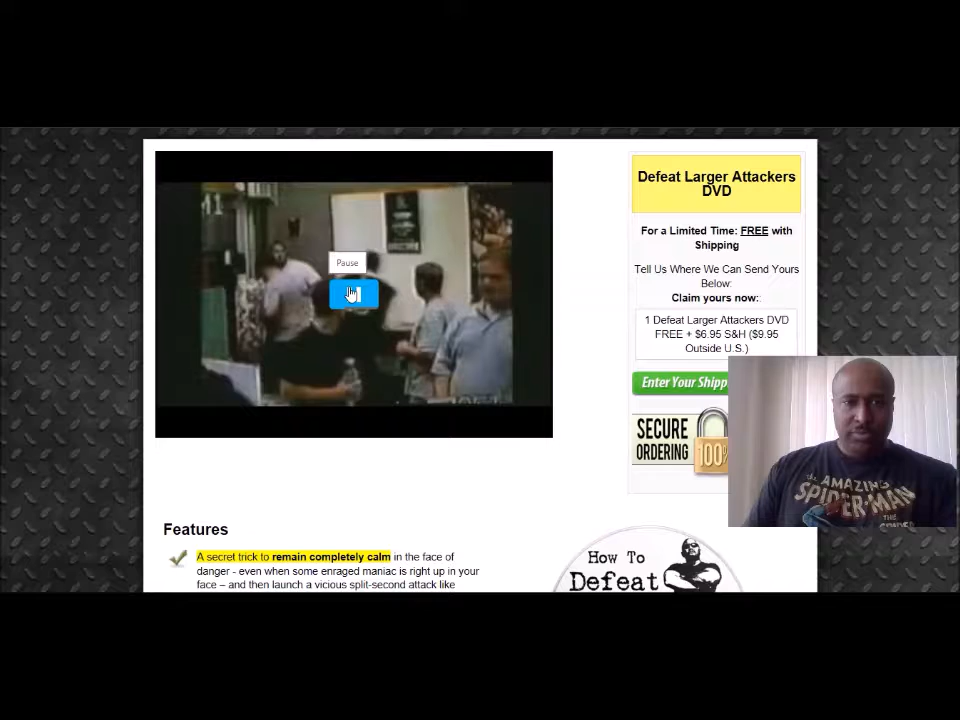 Pause
Defeat Larger Attackers
DVD
For a Limited Time: FREE with
Shipping
Tell Us Where We Can Send Yours
Below:
Claim yours now:
1 Defeat Larger Attackers DVD
FREE + $6.95 S&H ($9.95
Outside U.S.)
Enter Your Shipp
SECURE
ORDERING
100%
the AMAZING
SPIDER-MAN
Features
A secret trick to remain completely calm in the face of
danger - even when some enraged maniac is right up in your
face – and then launch a vicious split-second attack like
How To
Defeat